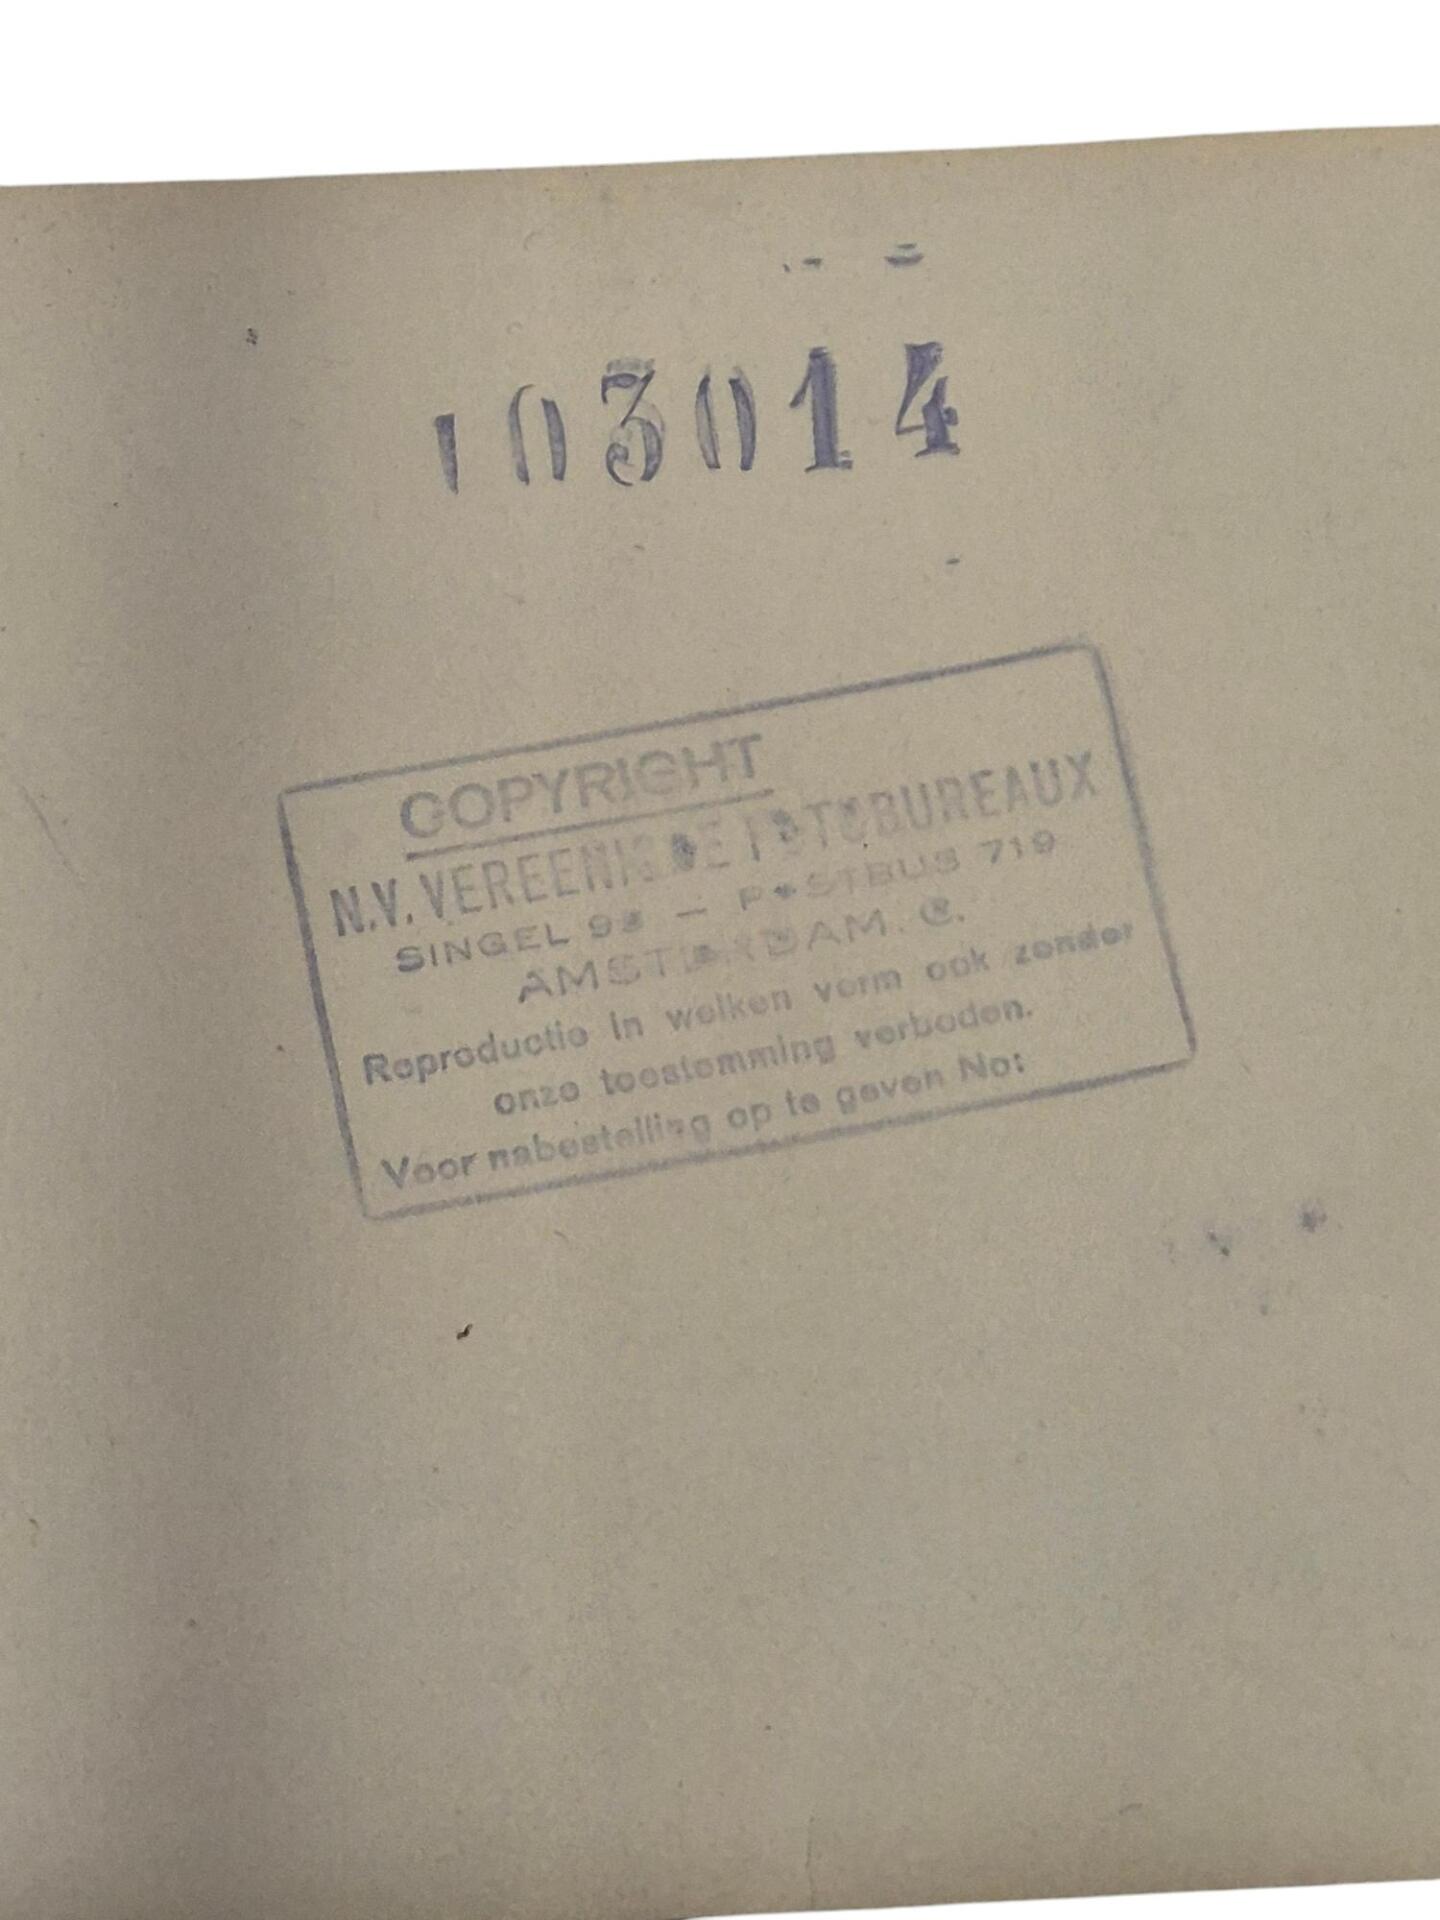 103014
COPYRIGHT
N.V. VEREENIGDE FOTOBUREAUX
SINGEL — POSTBUS 719
AMSTERDAM. C.
Reproductie in welken vorm ook zonder
onze toestemming verboden.
Voor nabestelling op te geven No: